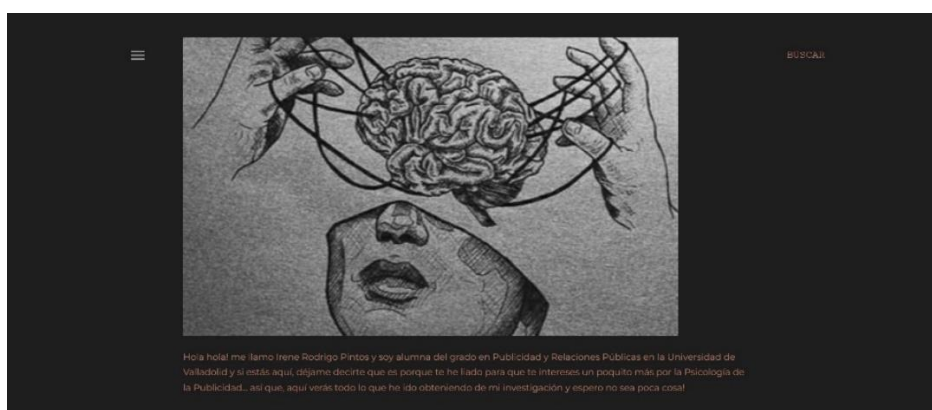 BUSCAR
Hola hola! me llamo Irene Rodrigo Pintos y soy alumna del grado en Publicidad y Relaciones Públicas en la Universidad de
Valladolid y si estás aquí, déjame decirte que es porque te he liado para que te intereses un poquito más por la Psicología de
la Publicidad... así que, aquí verás todo lo que he ido obteniendo de mi investigación y espero no sea poca cosa!